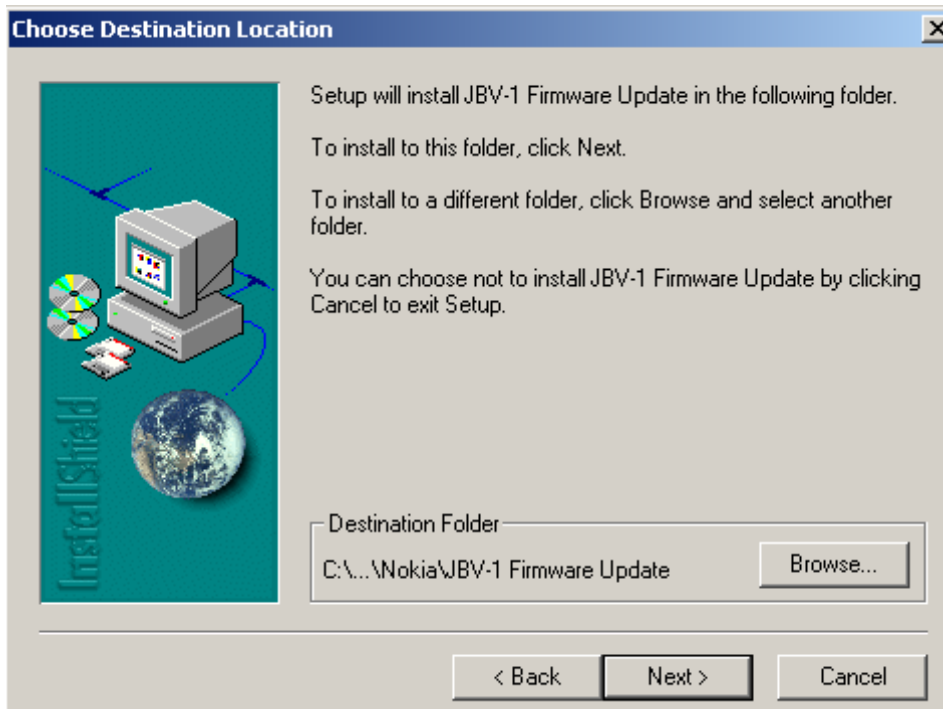 Choose Destination Location
Setup will install JBV-1 Firmware Update in the following folder.
To install to this folder, click Next.
To install to a different folder, click Browse and select another
folder.
You can choose not to install JBV-1 Firmware Update by clicking
Cancel to exit Setup.
InstallShield
Destination Folder
C:\...\Nokia\JBV-1 Firmware Update
Browse...
< Back
Next >
Cancel